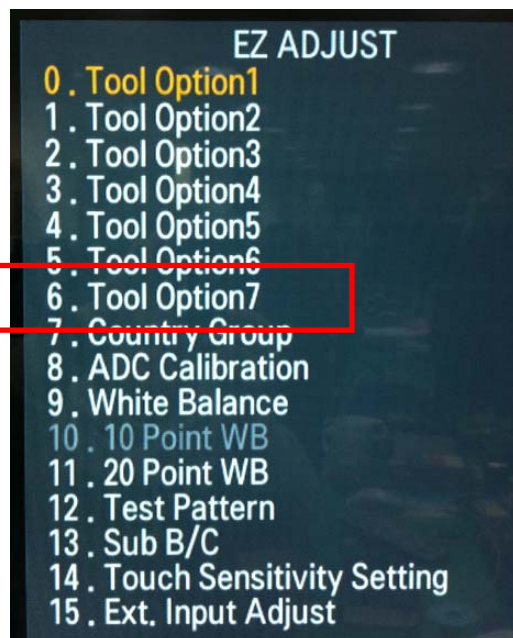 EZ ADJUST
0 . Tool Option1
1 . Tool Option2
2 . Tool Option3
3 . Tool Option4
4 . Tool Option5
5 . Tool Option6
6 . Tool Option7
7 . Country Group
8 . ADC Calibration
9 . White Balance
10 . 10 Point WB
11 . 20 Point WB
12 . Test Pattern
13 . Sub B/C
14 . Touch Sensitivity Setting
15 . Ext. Input Adjust